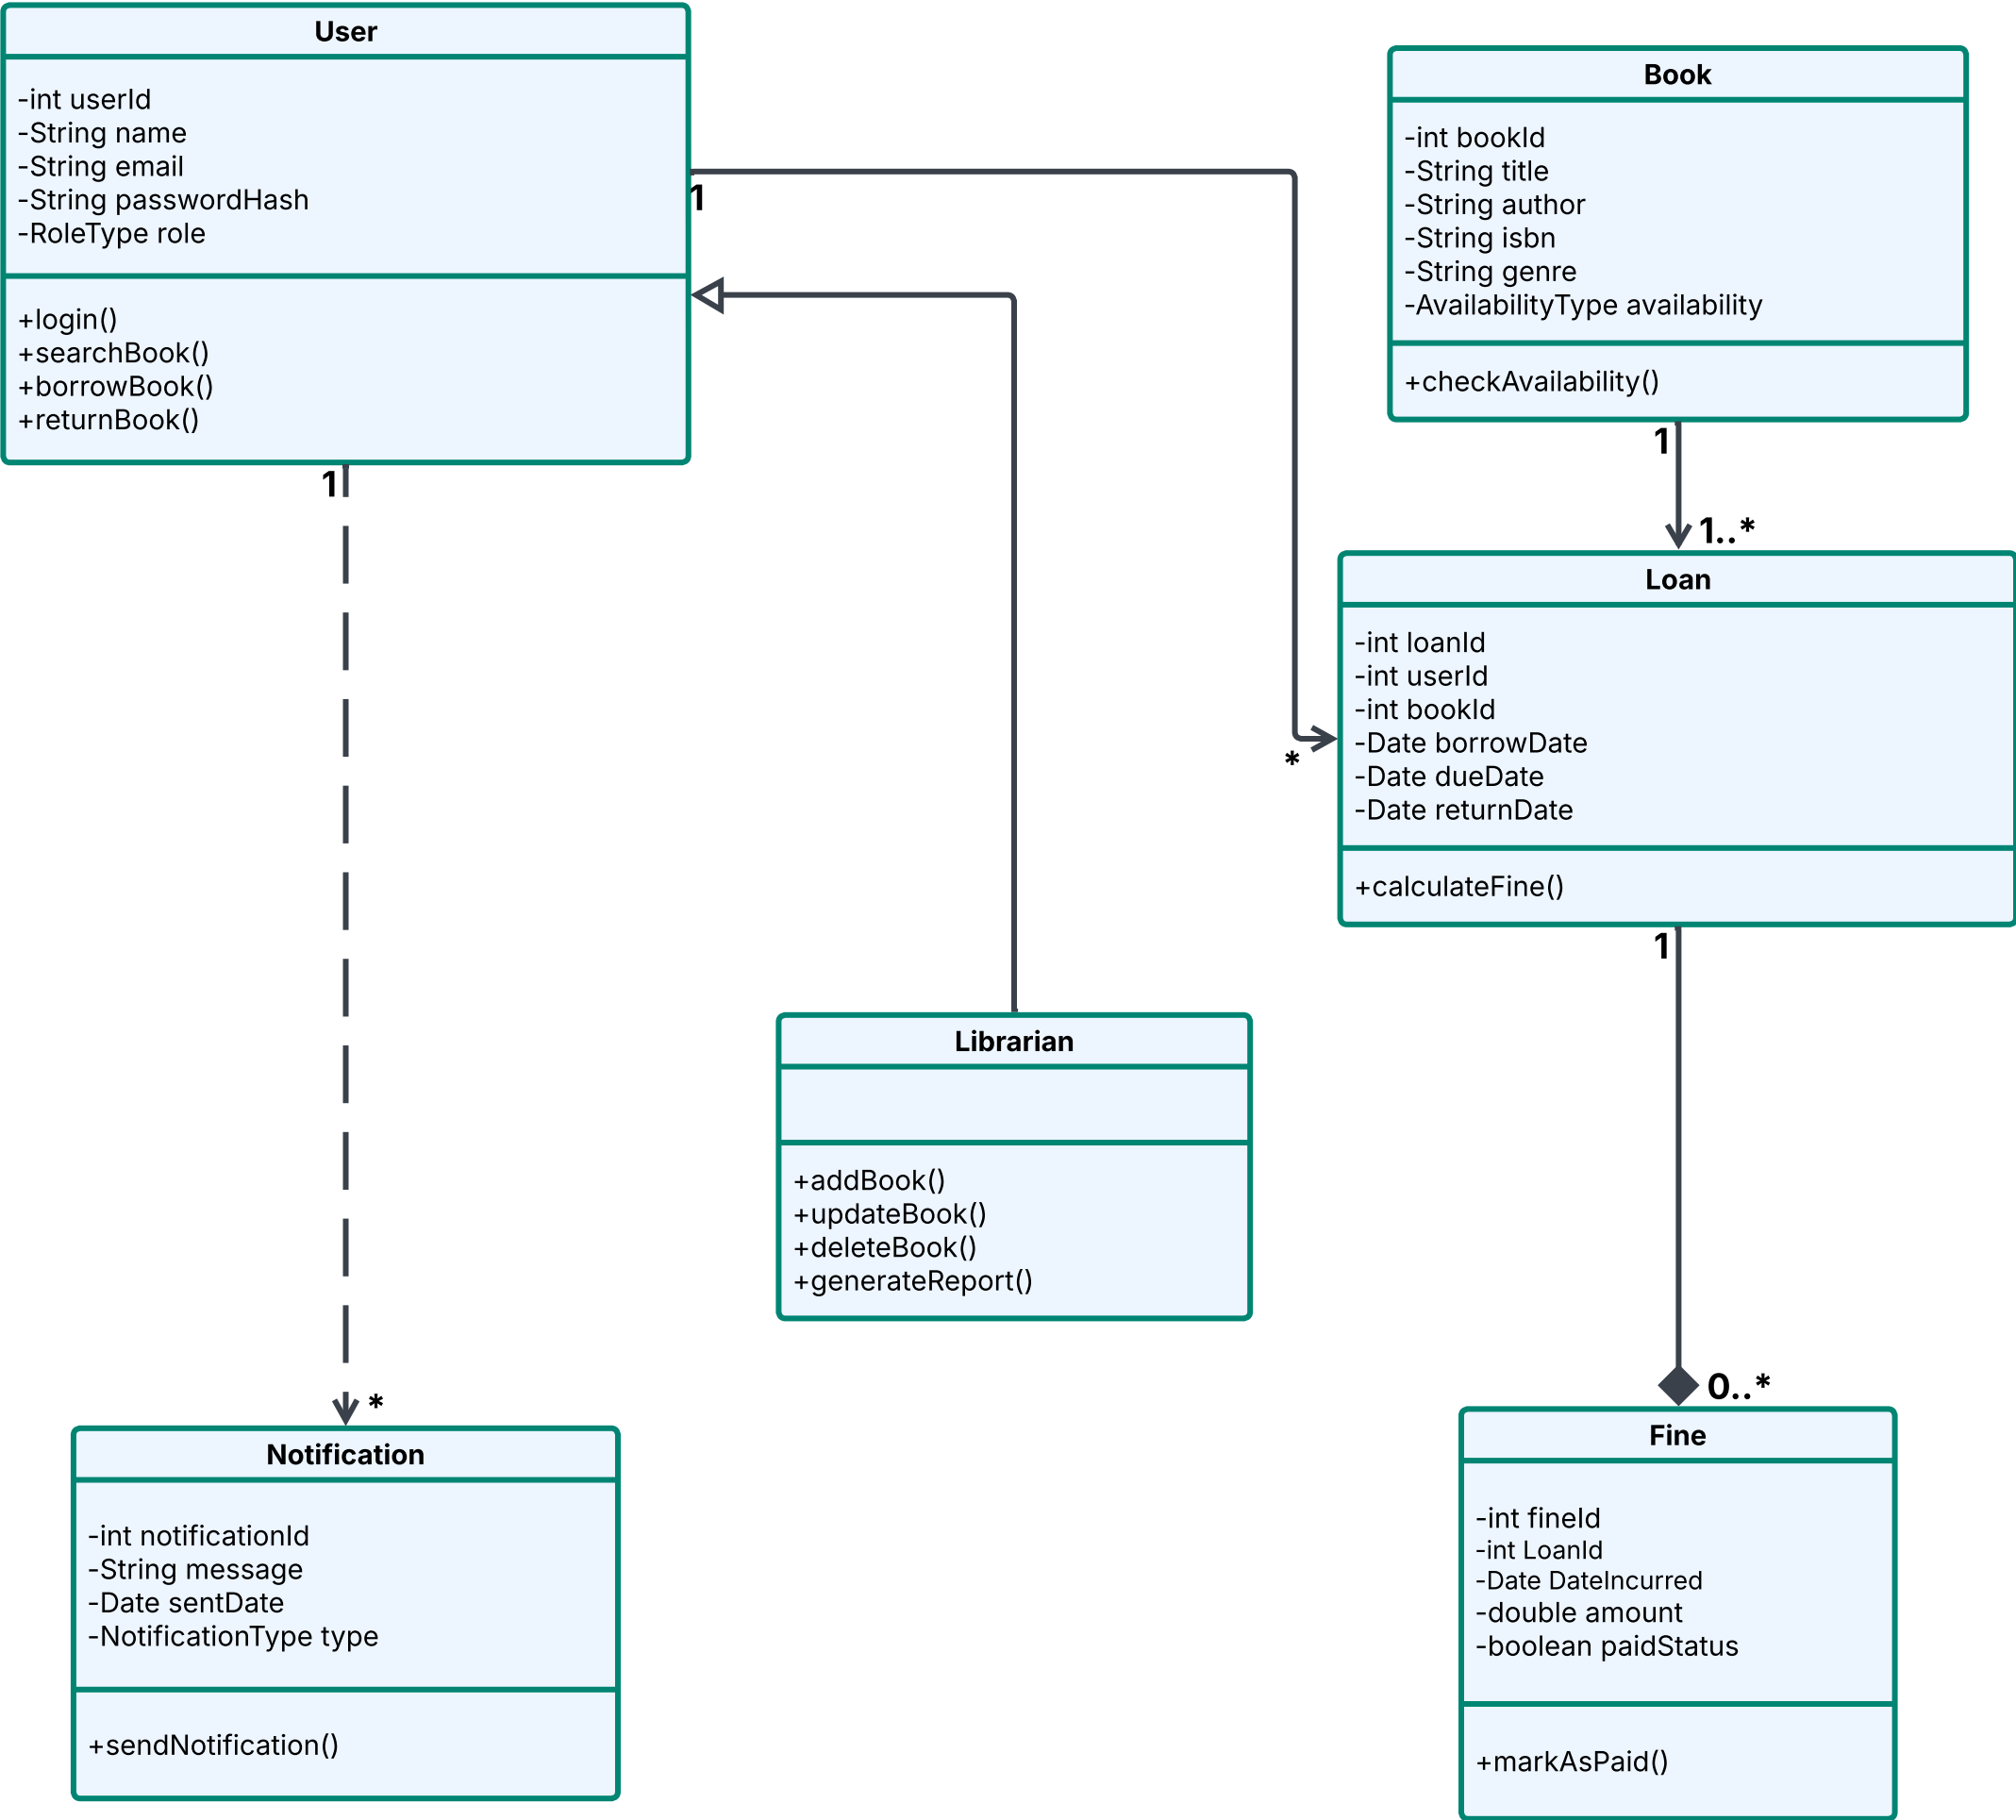 User
-int userId
-String name
-String email
-String passwordHash
-RoleType role
+login()
+searchBook()
+borrowBook()
+returnBook()
1
1
Book
-int bookId
-String title
-String author
-String isbn
-String genre
-AvailabilityType availability
+checkAvailability()
1
1..*
Loan
-int loanId
-int userId
-int bookId
-Date borrowDate
-Date dueDate
-Date returnDate
+calculateFine()
*
1
Librarian
+addBook()
+updateBook()
+deleteBook()
+generateReport()
*
Notification
-int notificationId
-String message
-Date sentDate
-NotificationType type
+sendNotification()
0..*
Fine
-int fineId
-int LoanId
-Date DateIncurred
-double amount
-boolean paidStatus
+markAsPaid()